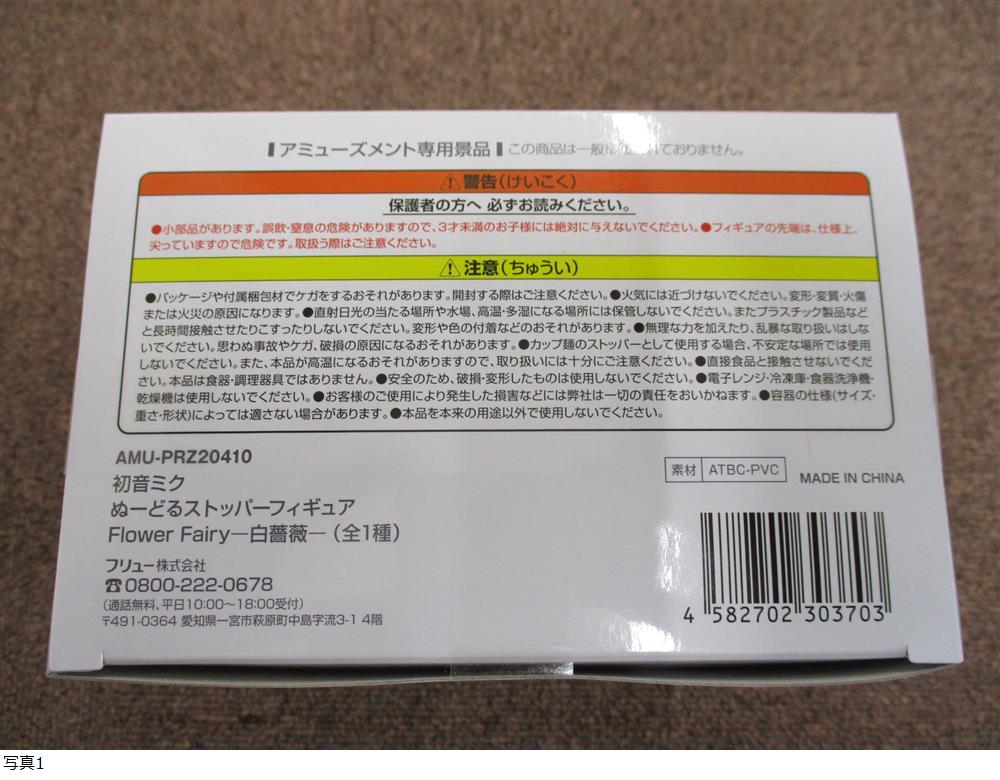 アミューズメント専用景品 この商品は一般 ておりません。
警告(けいこく)
保護者の方へ 必ずお読みください。
●小部品があります。誤飲・窒息の危険がありますので、3才未満のお子様には絶対に与えないでください。●フィギュアの先端は、仕様上、
尖っていますので危険です。取扱う際はご注意ください。
注意(ちゅうい)
●パッケージや付属梱包材でケガをするおそれがあります。開封する際はご注意ください。●火気には近づけないでください。変形・変質・火傷
または火災の原因になります。●直射日光の当たる場所や水場、高温・多湿になる場所には保管しないでください。またプラスチック製品など
と長時間接触させたりこすったりしないでください。変形や色の付着などのおそれがあります。●無理な力を加えたり、乱暴な取り扱いはしな
いでください。思わぬ事故やケガ、破損の原因になるおそれがあります。●カップ麺のストッパーとして使用する場合、不安定な場所では使用
しないでください。また、本品が高温になるおそれがありますので、取り扱いには十分にご注意ください。●直接食品と接触させないでくだ
さい。本品は食器・調理器具ではありません。●安全のため、破損・変形したものは使用しないでください。●電子レンジ・冷凍庫・食器洗浄機・
乾燥機は使用しないでください。●お客様のご使用により発生した損害などには弊社は一切の責任をおいかねます。●容器の仕様(サイズ・
重さ・形状)によっては適さない場合があります。●本品を本来の用途以外で使用しないでください。
AMU-PRZ20410
初音ミク
ぬーどるストッパーフィギュア
Flower Fairy―白薔薇―(全1種)
素材 ATBC-PVC MADE IN CHINA
フリュー株式会社
☎0800-222-0678
(通話無料、平日10:00〜18:00受付)
〒491-0364 愛知県一宮市萩原町中島字流3-1 4階
4 582702 303703
写真1